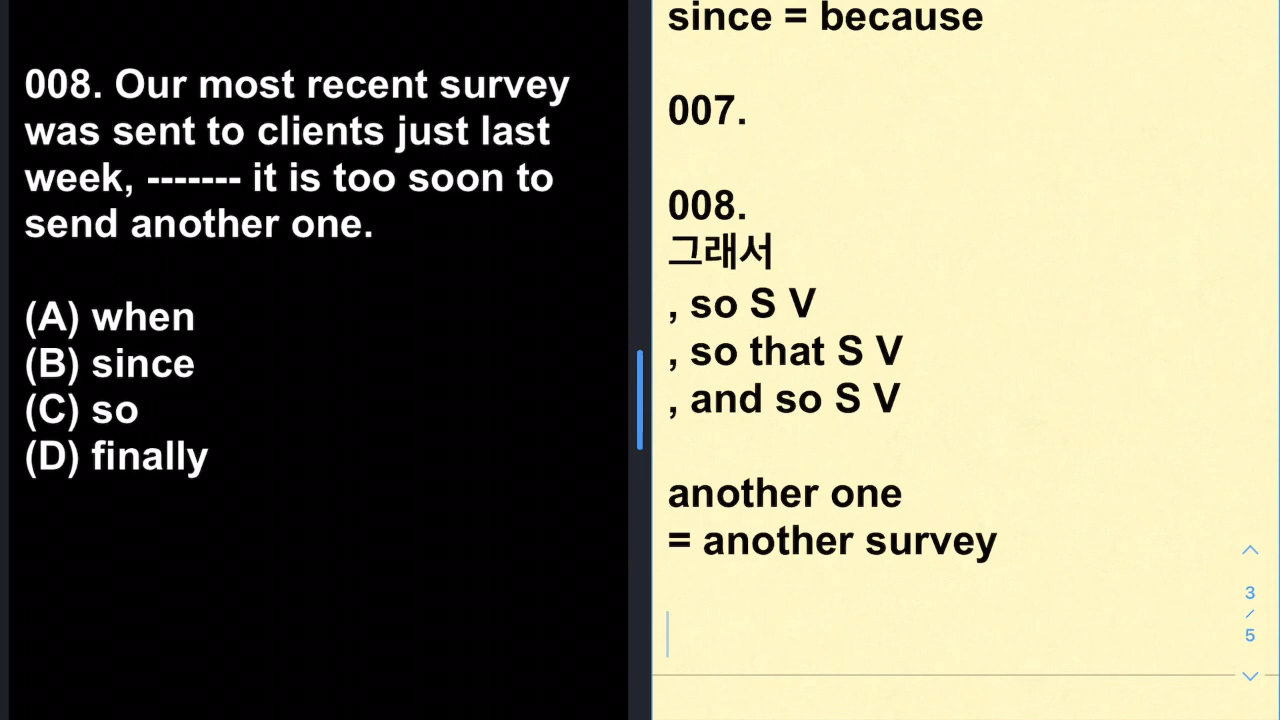 008. Our most recent survey
was sent to clients just last
week, ------- it is too soon to
send another one.
(A) when
(B) since
(C) so
(D) finally
since = because
007.
008.
그래서
, so S V
, so that S V
, and so S V
another one
= another survey
3
/
5